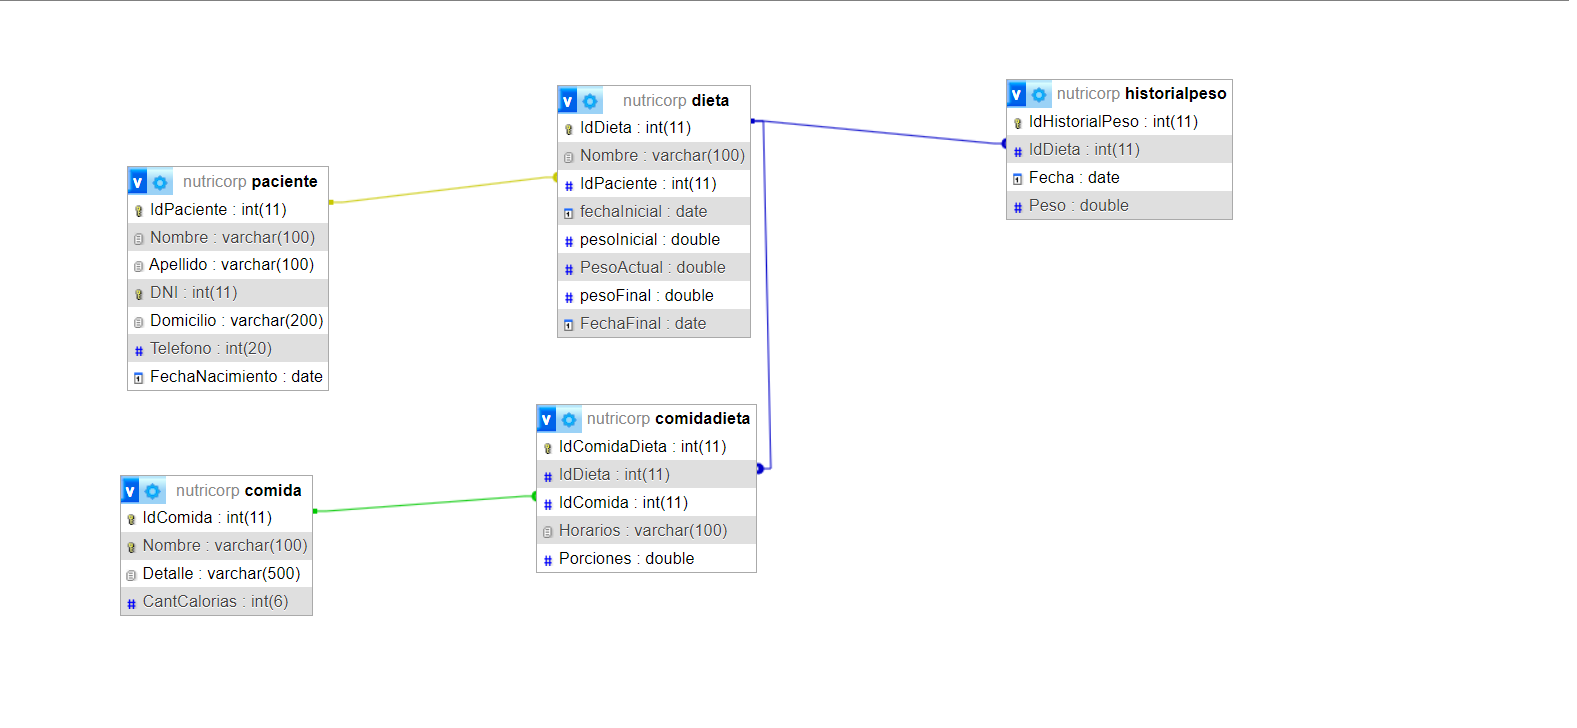 v nutricorp paciente
IdPaciente : int(11)
Nombre : varchar(100)
Apellido : varchar(100)
DNI : int(11)
Domicilio : varchar(200)
# Telefono : int(20)
FechaNacimiento : date
v nutricorp dieta
IdDieta : int(11)
Nombre : varchar(100)
# IdPaciente : int(11)
fechaInicial : date
# pesoInicial : double
# PesoActual : double
# pesoFinal : double
FechaFinal : date
v nutricorp historialpeso
IdHistorialPeso : int(11)
# IdDieta : int(11)
Fecha : date
# Peso : double
v nutricorp comida
IdComida : int(11)
Nombre : varchar(100)
Detalle : varchar(500)
# CantCalorias : int(6)
v nutricorp comidadieta
IdComidaDieta : int(11)
# IdDieta : int(11)
# IdComida : int(11)
Horarios : varchar(100)
# Porciones : double